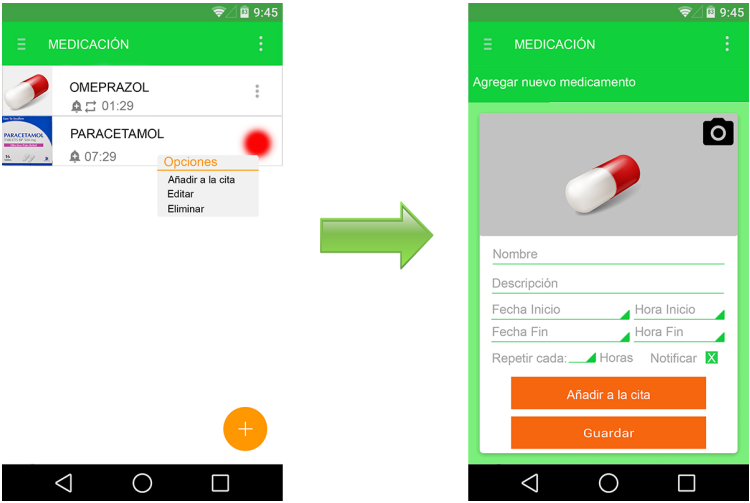 9:45
MEDICACIÓN
OMEPRAZOL
01:29
PARACETAMOL
PARACETAMOL
07:29
16
Opciones
Añadir a la cita
Editar
Eliminar
9:45
MEDICACIÓN
Agregar nuevo medicamento
Nombre
Descripción
Fecha Inicio Hora Inicio
Fecha Fin Hora Fin
Repetir cada: Horas Notificar X
Añadir a la cita
Guardar